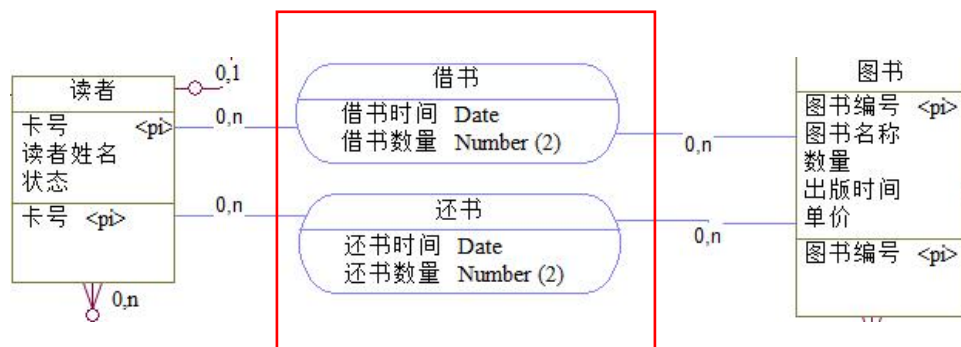 读者
卡号 <pi>
读者姓名
状态
卡号 <pi>
0,1
0,n
0,n
0,n
借书
借书时间 Date
借书数量 Number (2)
还书
还书时间 Date
还书数量 Number (2)
0,n
0,n
图书
图书编号 <pi>
图书名称
数量
出版时间
单价
图书编号 <pi>